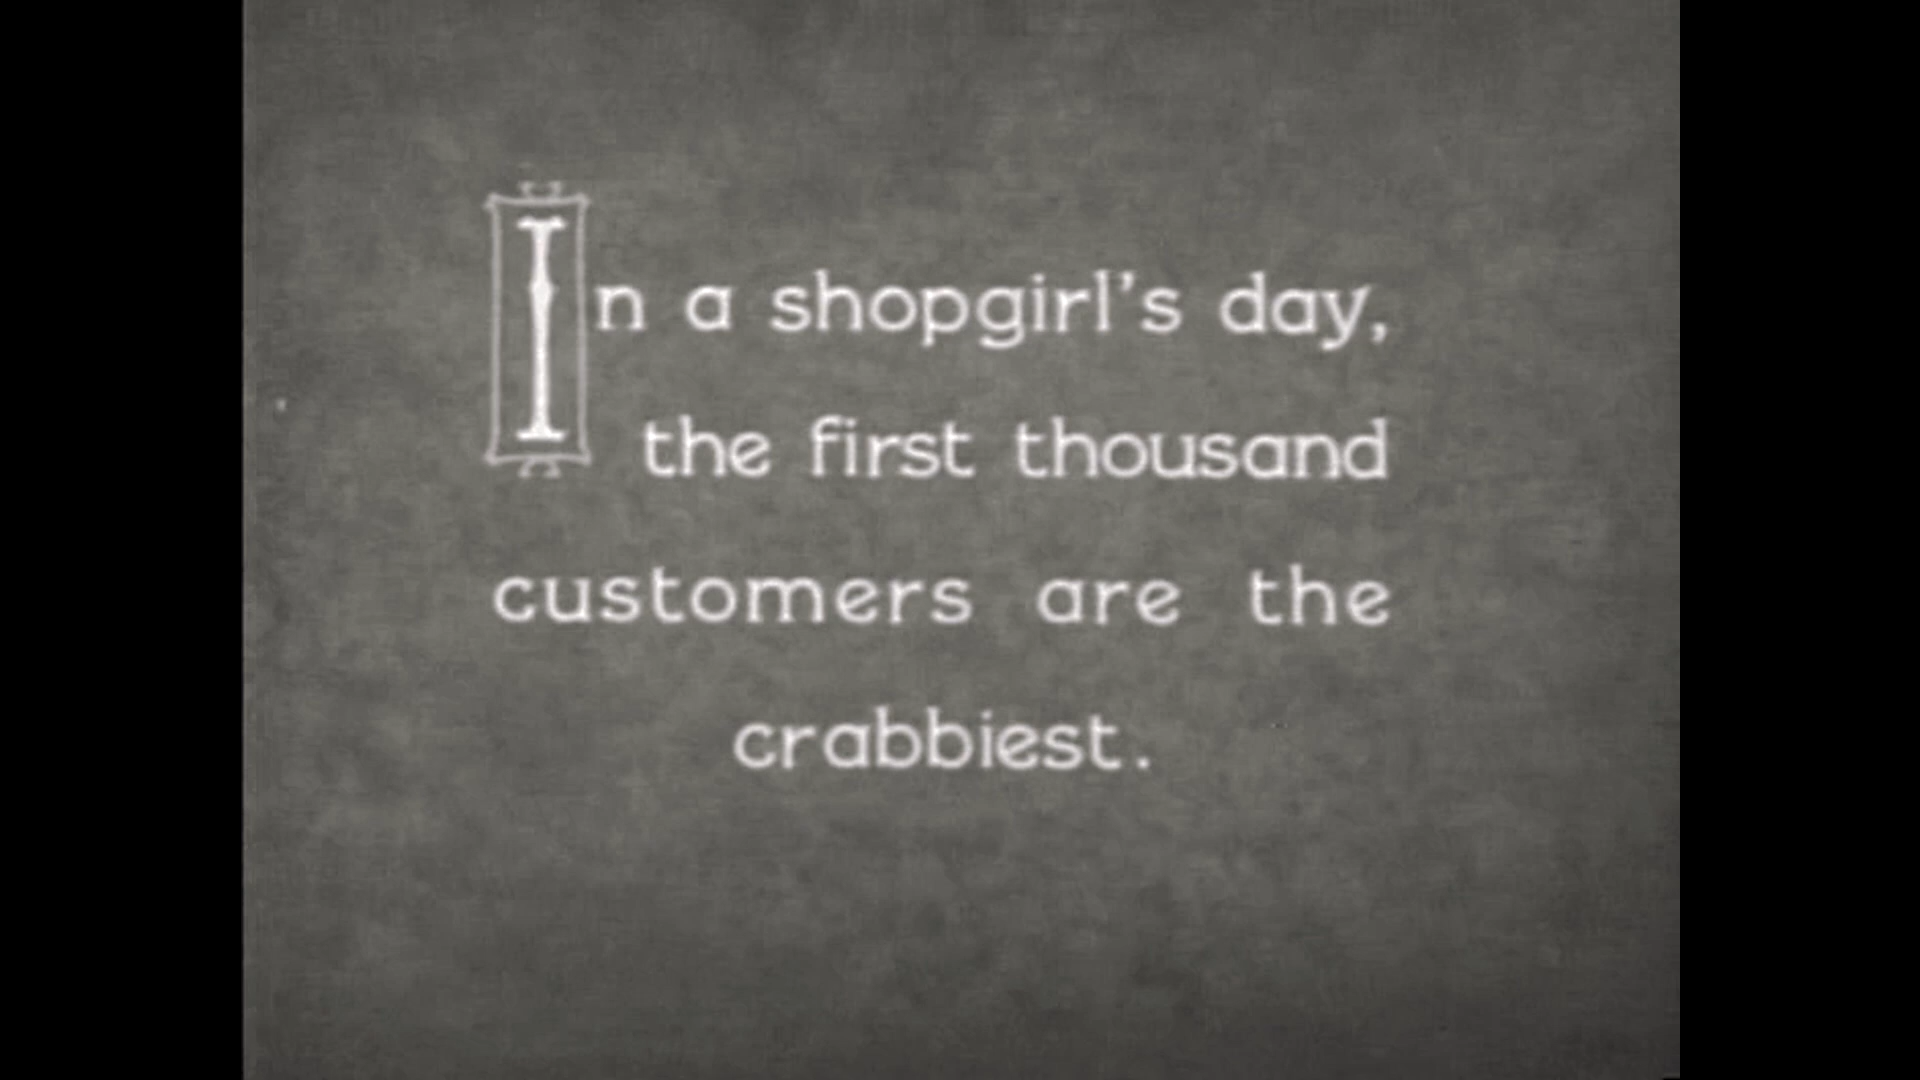 In a shopgirl's day,
the first thousand
customers are the
crabbiest.